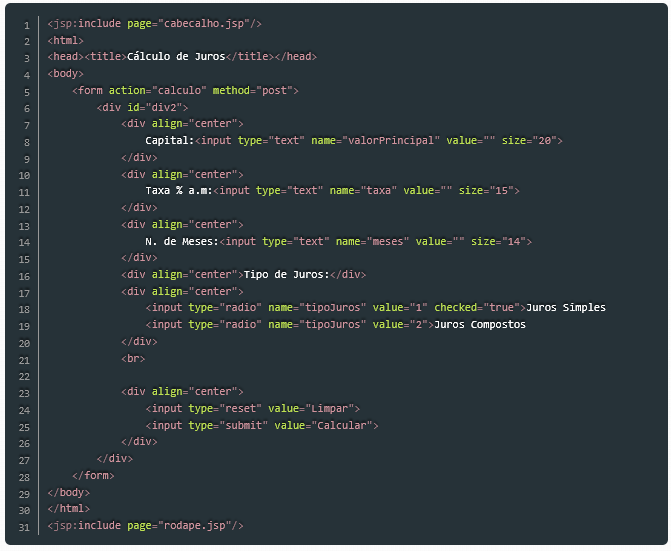 1 <jsp:include page="cabecalho.jsp"/>
2 <html>
3 <head><title>Cálculo de Juros</title></head>
4 <body>
5     <form action="calculo" method="post">
6         <div id="div2">
7             <div align="center">
8                 Capital:<input type="text" name="valorPrincipal" value="" size="20">
9             </div>
10             <div align="center">
11                 Taxa % a.m:<input type="text" name="taxa" value="" size="15">
12             </div>
13             <div align="center">
14                 N. de Meses:<input type="text" name="meses" value="" size="14">
15             </div>
16             <div align="center">Tipo de Juros:</div>
17             <div align="center">
18                 <input type="radio" name="tipoJuros" value="1" checked="true">Juros Simples
19                 <input type="radio" name="tipoJuros" value="2">Juros Compostos
20             </div>
21             <br>
22
23             <div align="center">
24                 <input type="reset" value="Limpar">
25                 <input type="submit" value="Calcular">
26             </div>
27         </div>
28     </form>
29 </body>
30 </html>
31 <jsp:include page="rodape.jsp"/>